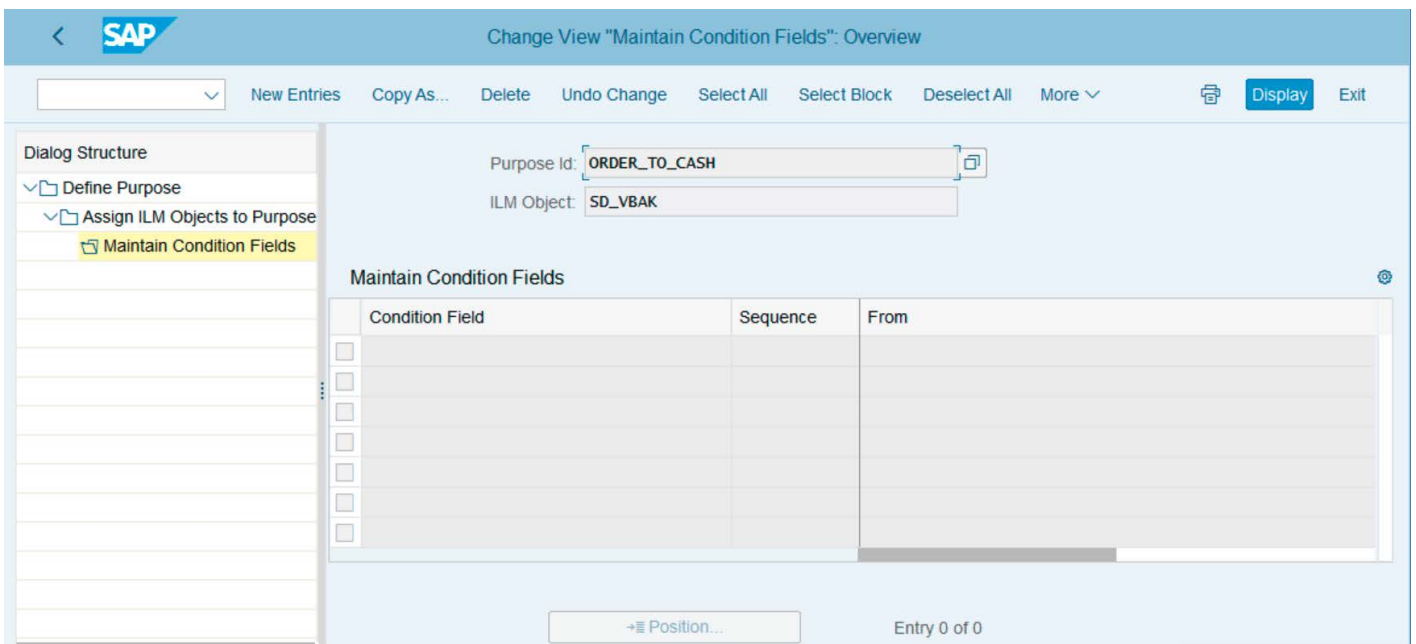 SAP Change View "Maintain Condition Fields": Overview
New Entries Copy As... Delete Undo Change Select All Select Block Deselect All More Display Exit
Dialog Structure
Define Purpose
Assign ILM Objects to Purpose
Maintain Condition Fields
Purpose Id: ORDER_TO_CASH
ILM Object: SD_VBAK
Maintain Condition Fields
Condition Field Sequence From
Position... Entry 0 of 0